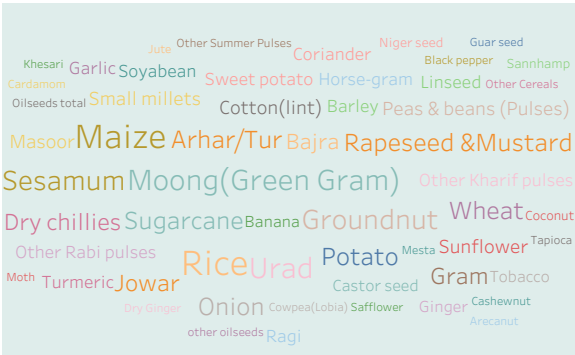 Jute Other Summer Pulses Coriander Niger seed Guar seed
Khesari Garlic Soyabean Black pepper Sannhamp
Cardamom Sweet potato Horse-gram Linseed Other Cereals
Oilseeds total Small millets Cotton(lint) Barley Peas & beans (Pulses)
Masoor Maize Arhar/Tur Bajra Rapeseed &Mustard
Sesamum Moong(Green Gram) Other Kharif pulses
Dry chillies Sugarcane Banana Groundnut Wheat Coconut
Other Rabi pulses Rice Urad Potato Mesta Sunflower Tapioca
Moth Turmeric Jowar Castor seed Gram Tobacco
Dry Ginger Onion Cowpea(Lobia) Safflower Ginger Cashewnut
other oilseeds Ragi Arecanut